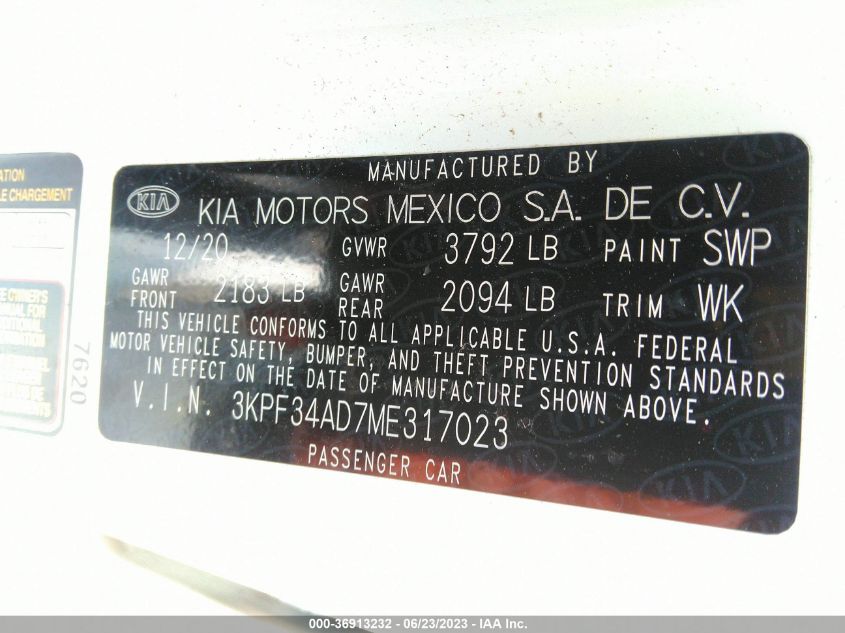 MANUFACTURED BY
KIA KIA MOTORS MEXICO S.A. DE C.V.
12/20 GVWR 3792 LB PAINT SWP
GAWR FRONT 2183 LB GAWR REAR 2094 LB TRIM WK
THIS VEHICLE CONFORMS TO ALL APPLICABLE U.S.A. FEDERAL
MOTOR VEHICLE SAFETY, BUMPER, AND THEFT PREVENTION STANDARDS
IN EFFECT ON THE DATE OF MANUFACTURE SHOWN ABOVE.
V.I.N. 3KPF34AD7ME317023
PASSENGER CAR
KIA
LE CHARGEMENT
7620
000-36913232 - 06/23/2023 - IAA Inc.